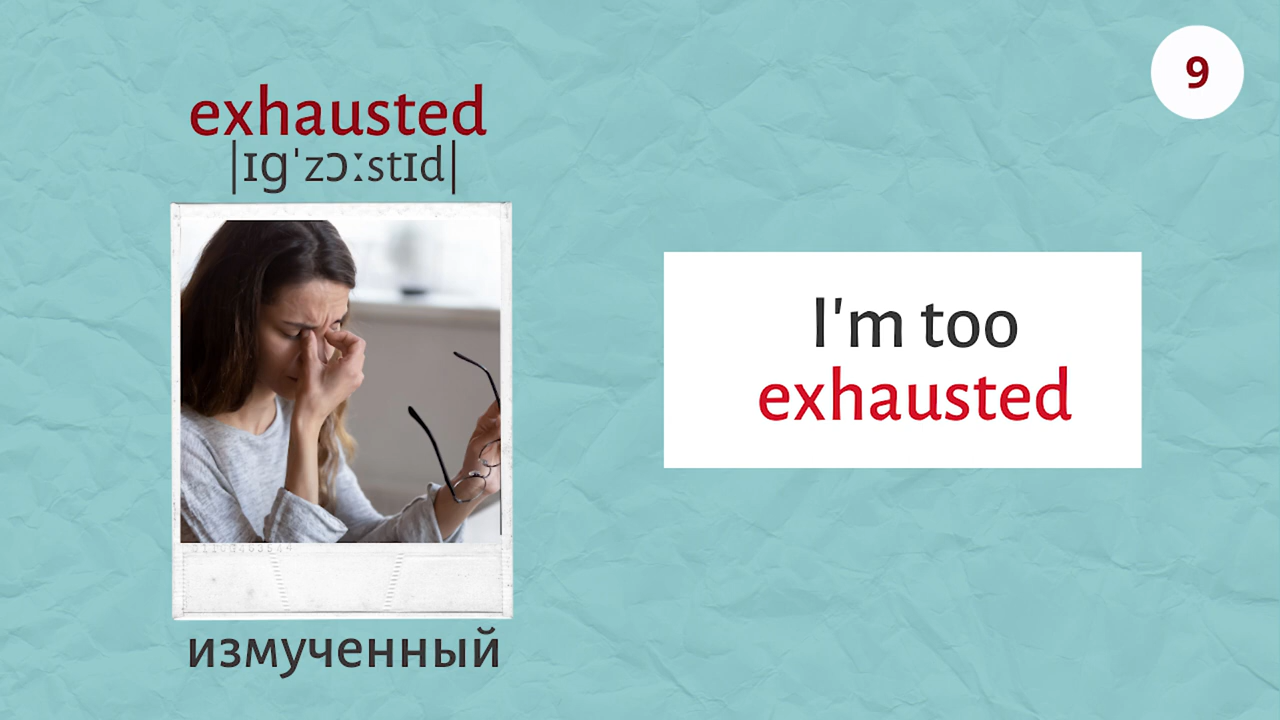 9
exhausted
|ɪɡˈzɔːstɪd|
I'm too
exhausted
измученный